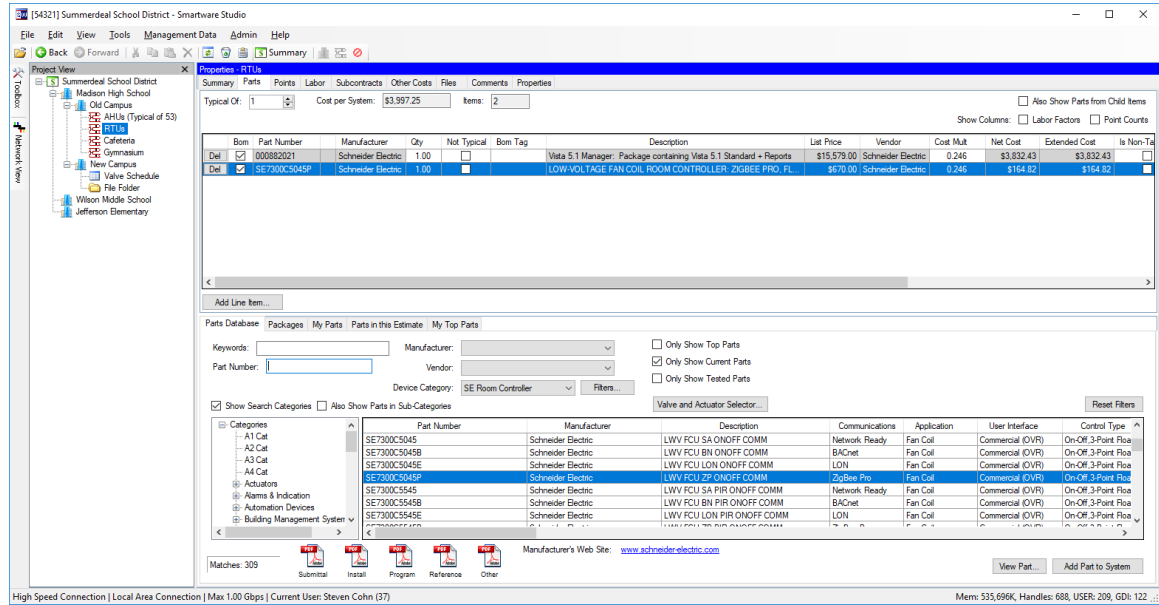 [54321] Summerdeal School District - Smartware Studio
File Edit View Tools Management Data Admin Help
Back Forward Summary
Toolbox
Network View
Project View X
Summerdeal School District
Madison High School
Old Campus
AHUs (Typical of 53)
RTUs
Cafeteria
Gymnasium
New Campus
Valve Schedule
File Folder
Wilson Middle School
Jefferson Elementary
Properties - RTUs
Summary Parts Points Labor Subcontracts Other Costs Files Comments Properties
Typical Of: 1 Cost per System: $3,997.25 Items: 2 Also Show Parts from Child Items
Show Columns: Labor Factors Point Counts
Bom Part Number Manufacturer Qty Not Typical Bom Tag Description List Price Vendor Cost Mult Net Cost Extended Cost Is Non-Ta
Del 000882021 Schneider Electric 1.00 Vista 5.1 Manager: Package containing Vista 5.1 Standard + Reports $15,579.00 Schneider Electric 0.246 $3,832.43 $3,832.43
Del SE7300C5045P Schneider Electric 1.00 LOW-VOLTAGE FAN COIL ROOM CONTROLLER: ZIGBEE PRO, FL... $670.00 Schneider Electric 0.246 $164.82 $164.82
Add Line Item...
Parts Database Packages My Parts Parts in this Estimate My Top Parts
Keywords: Manufacturer: Only Show Top Parts
Part Number: Vendor: Only Show Current Parts
Device Category: SE Room Controller Filters... Only Show Tested Parts
Show Search Categories Also Show Parts in Sub-Categories Valve and Actuator Selector... Reset Filters
Categories
A1 Cat
A2 Cat
A3 Cat
A4 Cat
Actuators
Alarms & Indication
Automation Devices
Building Management System
Part Number Manufacturer Description Communications Application User Interface Control Type
SE7300C5045 Schneider Electric LWV FCU SA ONOFF COMM Network Ready Fan Coil Commercial (OVR) On-Off,3-Point Floa
SE7300C5045B Schneider Electric LWV FCU BN ONOFF COMM BACnet Fan Coil Commercial (OVR) On-Off,3-Point Floa
SE7300C5045E Schneider Electric LWV FCU LON ONOFF COMM LON Fan Coil Commercial (OVR) On-Off,3-Point Floa
SE7300C5045P Schneider Electric LWV FCU ZP ONOFF COMM ZigBee Pro Fan Coil Commercial (OVR) On-Off,3-Point Floa
SE7300C5545 Schneider Electric LWV FCU SA PIR ONOFF COMM Network Ready Fan Coil Commercial (OVR) On-Off,3-Point Floa
SE7300C5545B Schneider Electric LWV FCU BN PIR ONOFF COMM BACnet Fan Coil Commercial (OVR) On-Off,3-Point Floa
SE7300C5545E Schneider Electric LWV FCU LON PIR ONOFF COMM LON Fan Coil Commercial (OVR) On-Off,3-Point Floa
Matches: 309
PDF Adobe PDF Adobe PDF Adobe PDF Adobe PDF Adobe
Submittal Install Program Reference Other
Manufacturer's Web Site: www.schneider-electric.com
View Part... Add Part to System
High Speed Connection | Local Area Connection | Max 1.00 Gbps | Current User: Steven Cohn (37) Mem: 535,696K, Handles: 688, USER: 209, GDI: 122